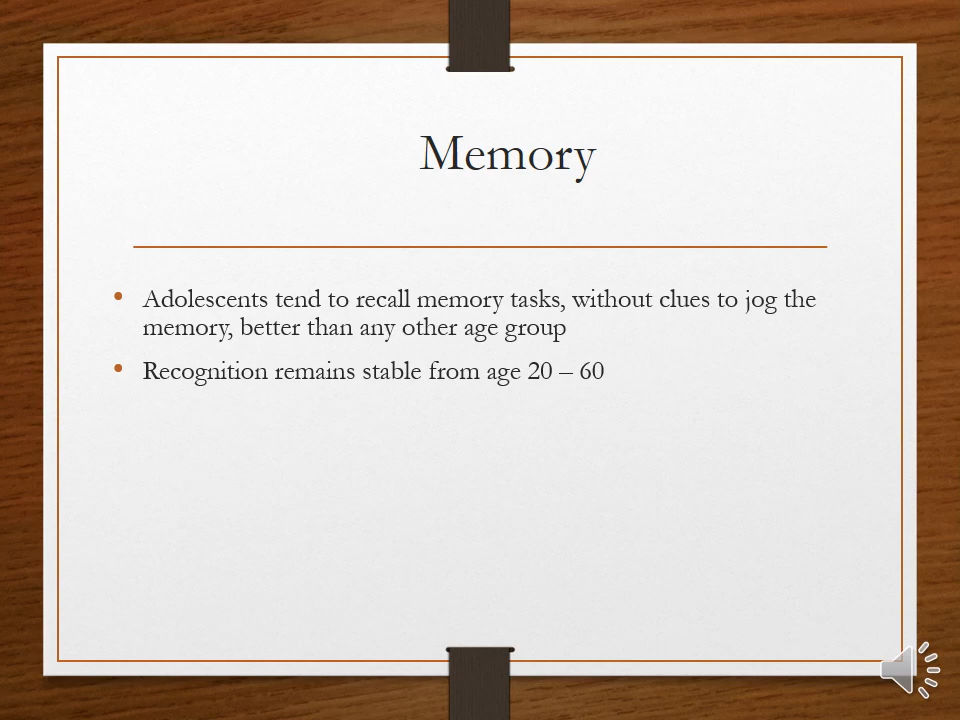 Memory
• Adolescents tend to recall memory tasks, without clues to jog the
memory, better than any other age group
• Recognition remains stable from age 20 – 60